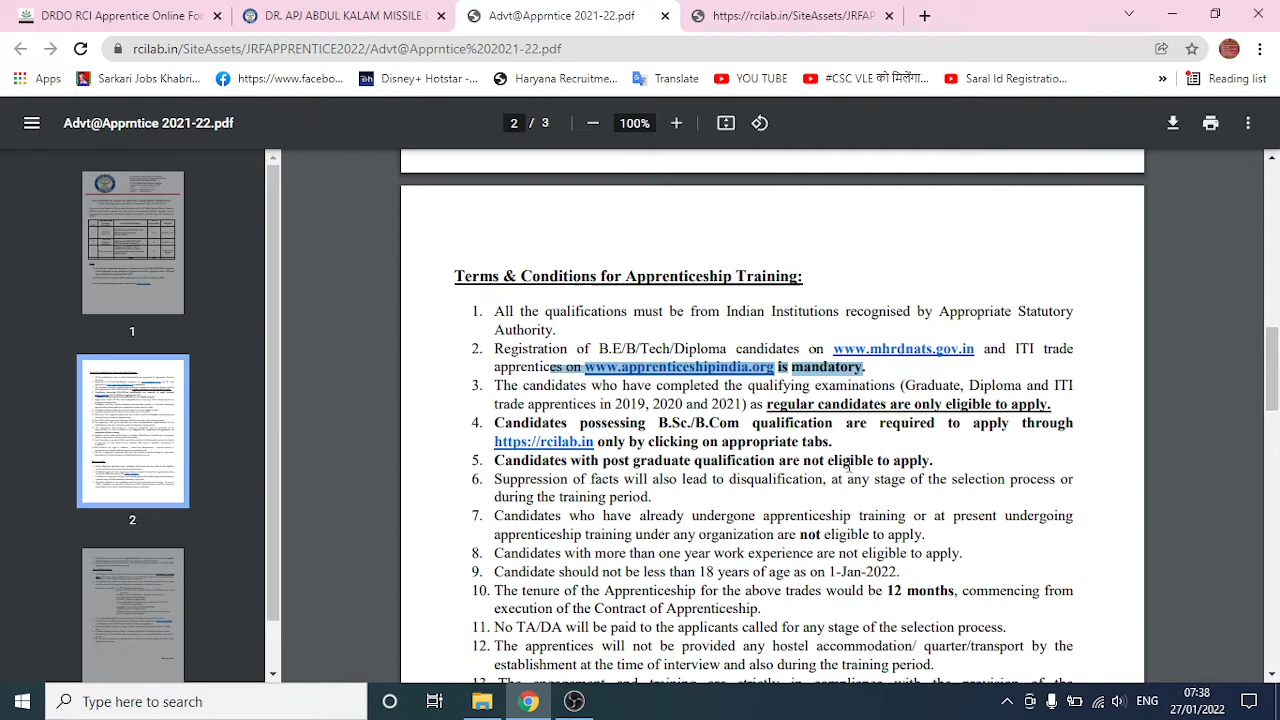 DRDO RCI Apprentice Online For
DR. APJ ABDUL KALAM MISSILE C
Advt@Apprntice 2021-22.pdf
https://rcilab.in/SiteAssets/JRFAP
rcilab.in/SiteAssets/JRFAPPRENTICE2022/Advt@Apprntice%202021-22.pdf
Apps
Sarkari Jobs Khabri...
https://www.facebo...
Disney+ Hotstar -...
Haryana Recruitme...
Translate
YOU TUBE
#CSC VLE को मिलेंगा...
Saral Id Registratio...
»
Reading list
Advt@Apprntice 2021-22.pdf
2 / 3
100%
1
2
Terms & Conditions for Apprenticeship Training:
1. All the qualifications must be from Indian Institutions recognised by Appropriate Statutory
Authority.
2. Registration of B.E/B/Tech/Diploma candidates on www.mhrdnats.gov.in and ITI trade
www.apprenticeshipindia.org is mandatory.
3. The candidates who have completed the qualifying examinations (Graduate, Diploma and ITI
trade in 2019, 2020 and 2021) as regular candidates are only eligible to apply.
4. Candidates possessing B.Sc./B.Com qualification are required to apply through
https://rcilab.in only by clicking on appropriate tabs.
5. Candidates with post graduate qualification are not eligible to apply.
6. Suppression of facts will also lead to disqualification, at any stage of the selection process or
during the training period.
7. Candidates who have already undergone apprenticeship training or at present undergoing
apprenticeship training under any organization are not eligible to apply.
8. Candidates with more than one year work experience are not eligible to apply.
9. Candidate should not be less than 18 years of age as on 1-Jan-2022.
10. The tenure of the Apprenticeship for the above trades would be 12 months, commencing from
execution of the Contract of Apprenticeship.
11. No TA/DA will be paid to the applicants called for any stage of the selection process.
12. The apprentices will not be provided any hostel accommodation/ quarter/transport by the
establishment at the time of interview and also during the training period.
13. The engagement and training are strictly in compliance with the provision of the
Type here to search
ENG
07:38
27/01/2022